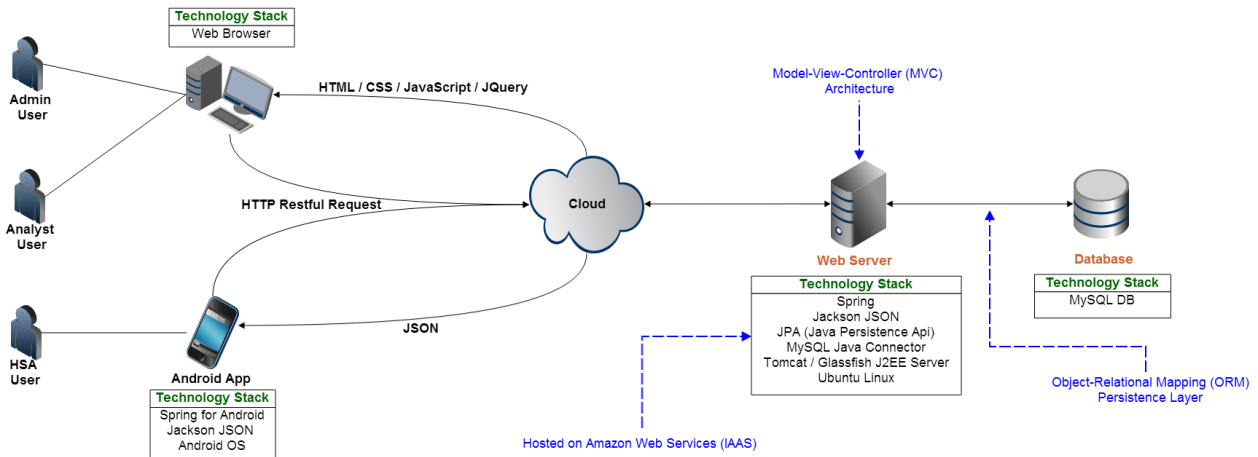 Technology Stack
Web Browser
Admin
User
HTML / CSS / JavaScript / JQuery
Model-View-Controller (MVC)
Architecture
Analyst
User
HTTP Restful Request
Cloud
Web Server
Technology Stack
Spring
Jackson JSON
JPA (Java Persistence Api)
MySQL Java Connector
Tomcat / Glassfish J2EE Server
Ubuntu Linux
Database
Technology Stack
MySQL DB
HSA
User
JSON
Android App
Technology Stack
Spring for Android
Jackson JSON
Android OS
Object-Relational Mapping (ORM)
Persistence Layer
Hosted on Amazon Web Services (IAAS)